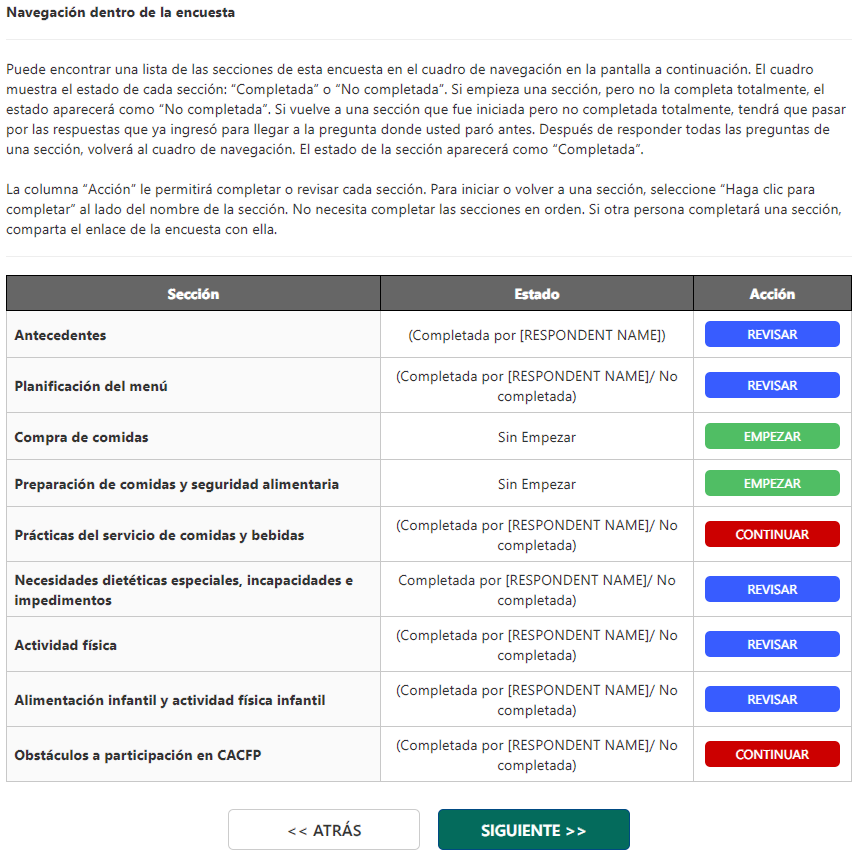 Navegación dentro de la encuesta
Puede encontrar una lista de las secciones de esta encuesta en el cuadro de navegación en la pantalla a continuación. El cuadro
muestra el estado de cada sección: “Completada” o “No completada”. Si empieza una sección, pero no la completa totalmente, el
estado aparecerá como “No completada”. Si vuelve a una sección que fue iniciada pero no completada totalmente, tendrá que pasar
por las respuestas que ya ingresó para llegar a la pregunta donde usted paró antes. Después de responder todas las preguntas de
una sección, volverá al cuadro de navegación. El estado de la sección aparecerá como “Completada”.
La columna “Acción” le permitirá completar o revisar cada sección. Para iniciar o volver a una sección, seleccione “Haga clic para
completar” al lado del nombre de la sección. No necesita completar las secciones en orden. Si otra persona completará una sección,
comparta el enlace de la encuesta con ella.
Sección Estado Acción
Antecedentes (Completada por [RESPONDENT NAME]) REVISAR
Planificación del menú (Completada por [RESPONDENT NAME]/ No
completada) REVISAR
Compra de comidas Sin Empezar EMPEZAR
Preparación de comidas y seguridad alimentaria Sin Empezar EMPEZAR
Prácticas del servicio de comidas y bebidas (Completada por [RESPONDENT NAME]/ No
completada) CONTINUAR
Necesidades dietéticas especiales, incapacidades e
impedimentos Completada por [RESPONDENT NAME]/ No
completada) REVISAR
Actividad física (Completada por [RESPONDENT NAME]/ No
completada) REVISAR
Alimentación infantil y actividad física infantil (Completada por [RESPONDENT NAME]/ No
completada) REVISAR
Obstáculos a participación en CACFP (Completada por [RESPONDENT NAME]/ No
completada) CONTINUAR
<< ATRÁS SIGUIENTE >>